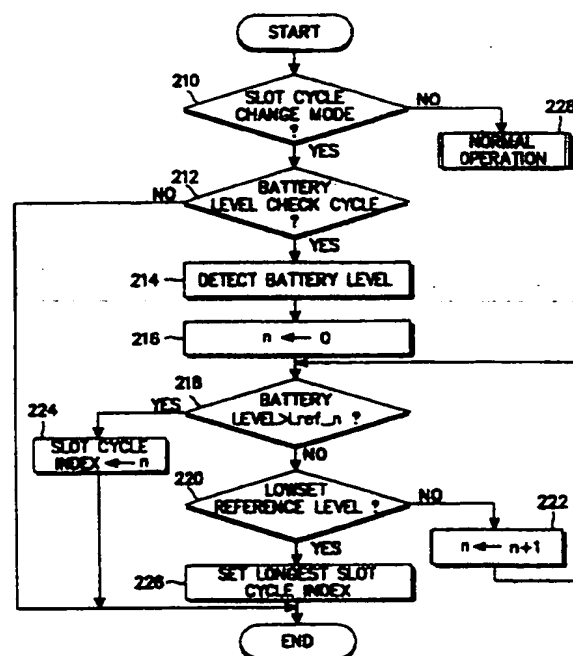 START
210
SLOT CYCLE
CHANGE MODE
?
NO
228
NORMAL
OPERATION
YES
NO
212
BATTERY
LEVEL CHECK CYCLE
?
YES
214
DETECT BATTERY LEVEL
216
n ← 0
218
BATTERY
LEVEL>Lref_n ?
YES
224
SLOT CYCLE
INDEX ← n
NO
220
LOWSET
REFERENCE LEVEL ?
NO
222
n ← n+1
YES
226
SET LONGEST SLOT
CYCLE INDEX
END